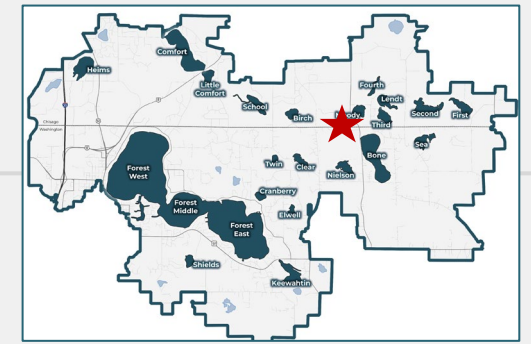 Comfort
Heims
Little
Comfort
Fourth
Lendt
School
Second
First
Birch
Third
Chisago
Washington
Sea
Bone
Twin
Clear
Forest
West
Nielson
Cranberry
Forest
Middle
Elwell
Forest
East
Shields
Keewahtin